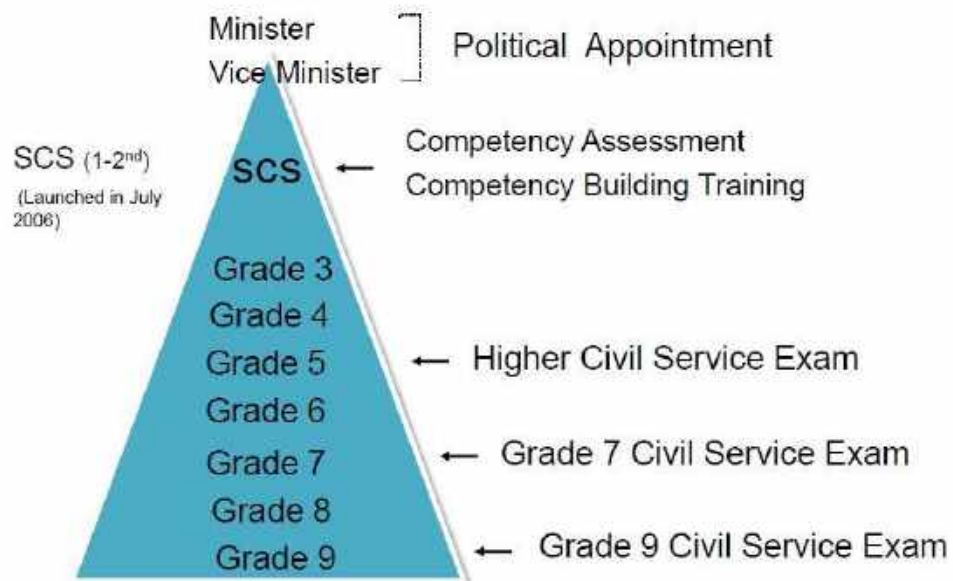 Minister
Vice Minister
Political Appointment
SCS (1-2nd)
(Launched in July
2006)
SCS
Competency Assessment
Competency Building Training
Grade 3
Grade 4
Grade 5
Higher Civil Service Exam
Grade 6
Grade 7
Grade 7 Civil Service Exam
Grade 8
Grade 9
Grade 9 Civil Service Exam